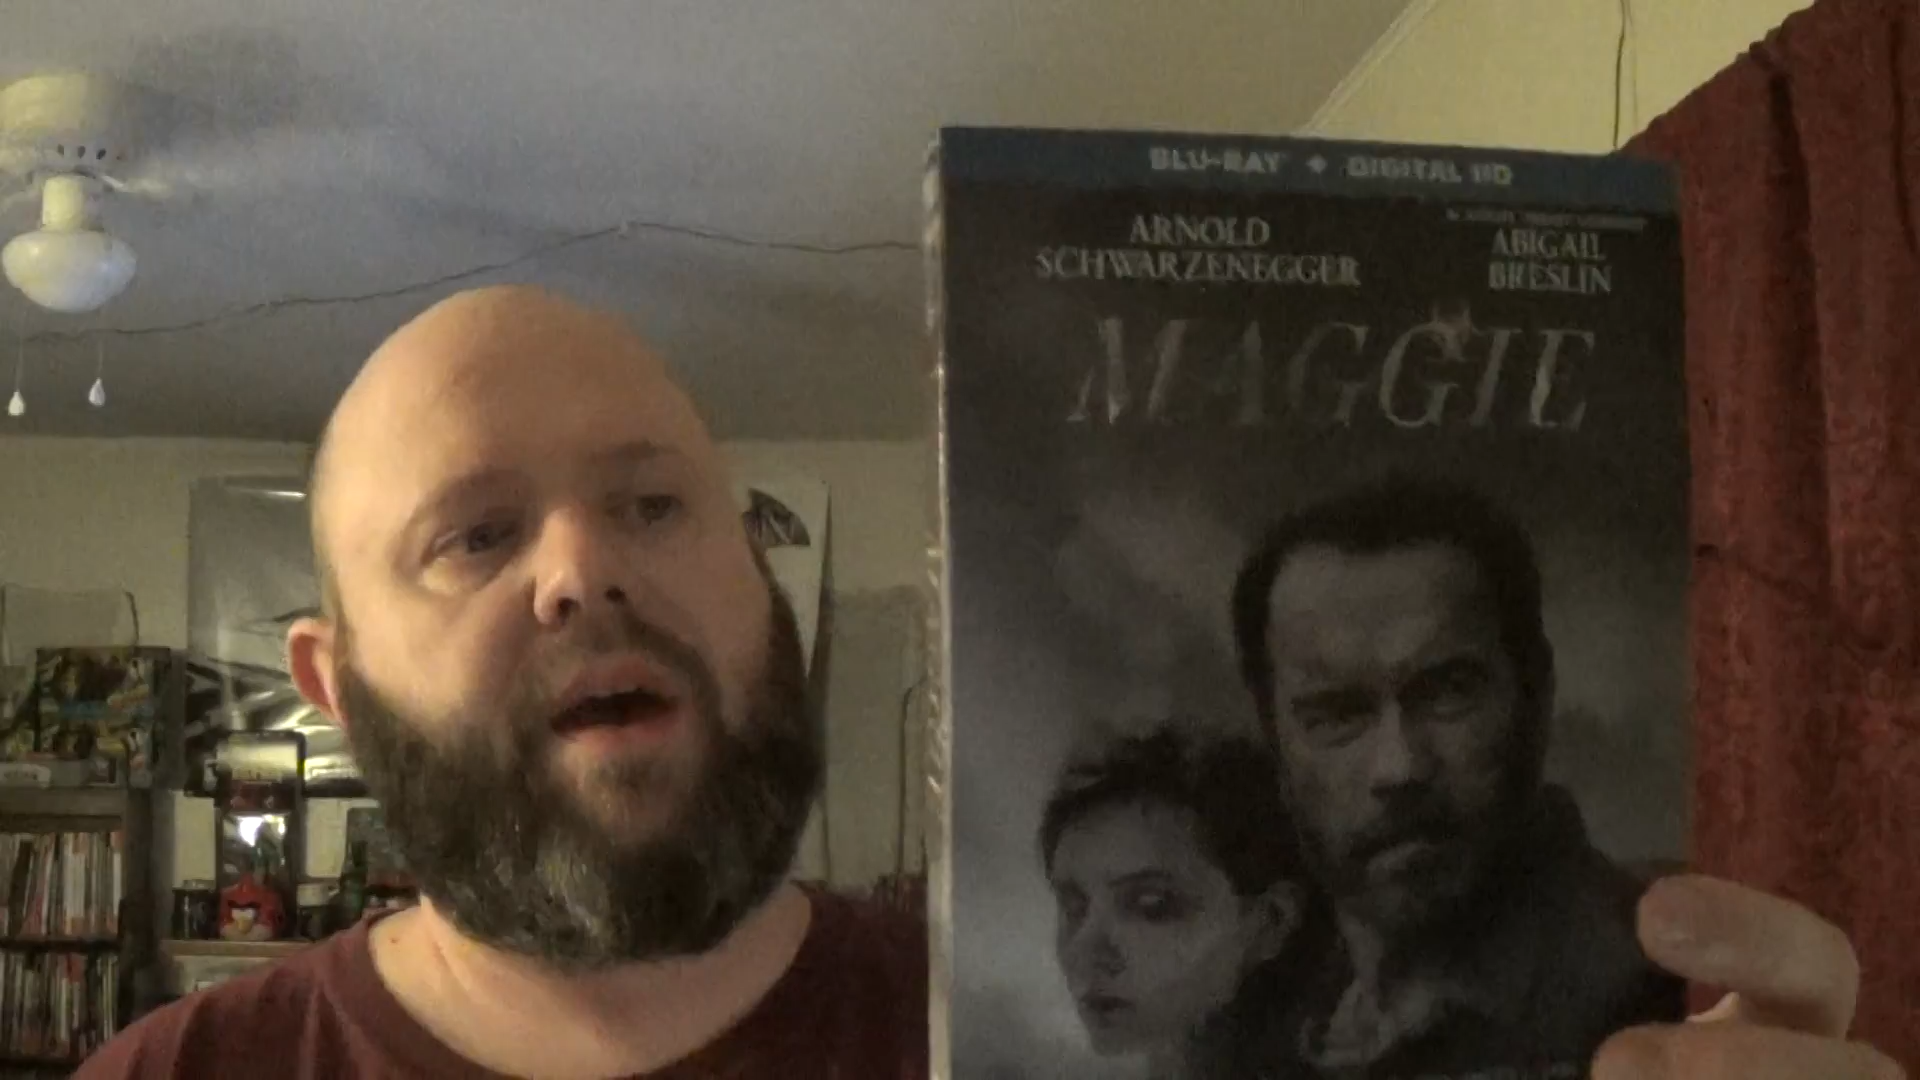 BLU-RAY + DIGITAL HD
ARNOLD
SCHWARZENEGGER
ABIGAIL
BRESLIN
MAGGIE